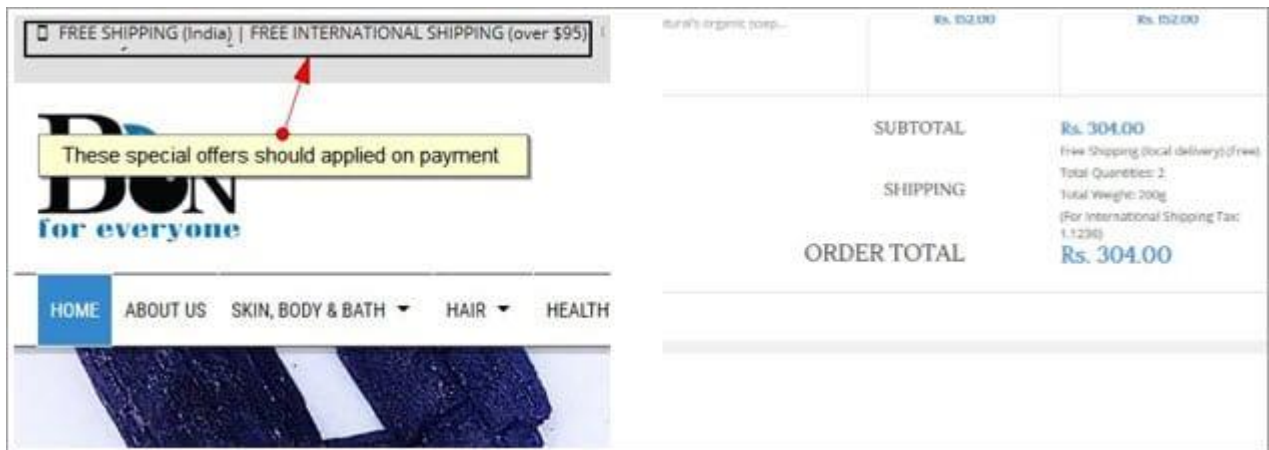 FREE SHIPPING (India) | FREE INTERNATIONAL SHIPPING (over $95)
These special offers should applied on payment
for everyone
HOME ABOUT US SKIN, BODY & BATH HAIR HEALTH
Rs. 152.00 Rs. 152.00
SUBTOTAL Rs. 304.00
Free Shipping (local delivery) (Free)
Total Quantities: 2
SHIPPING Total Weight: 200g
(For International Shipping Tax:
1.1236)
ORDER TOTAL Rs. 304.00